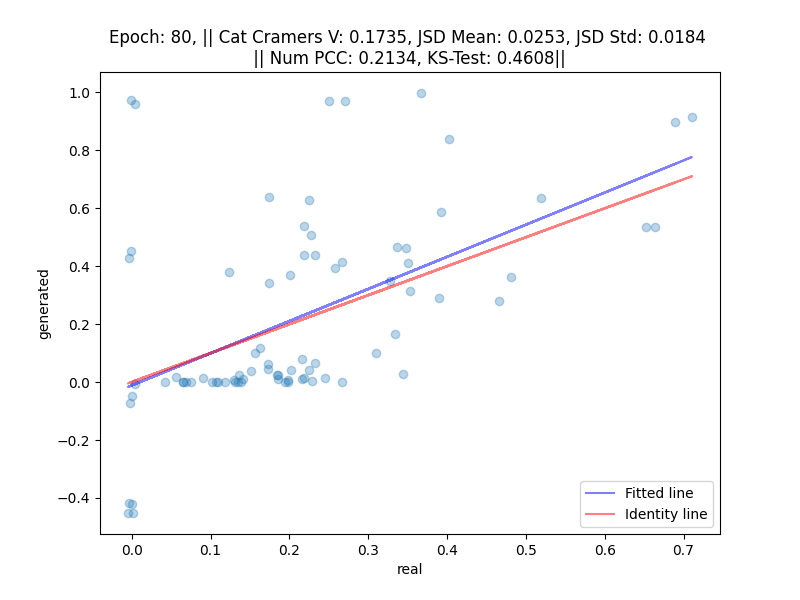 Epoch: 80, || Cat Cramers V: 0.1735, JSD Mean: 0.0253, JSD Std: 0.0184
|| Num PCC: 0.2134, KS-Test: 0.4608||
1.0
0.8
0.6
0.4
0.2
0.0
−0.2
−0.4
generated
Fitted line
Identity line
0.0 0.1 0.2 0.3 0.4 0.5 0.6 0.7
real